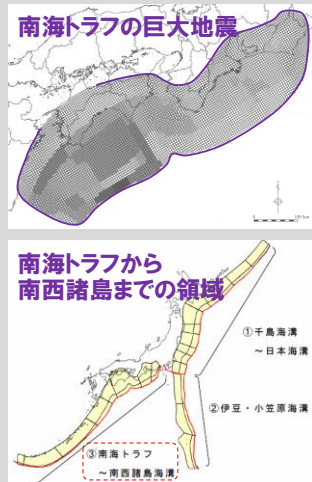 南海トラフの巨大地震
100 km
南海トラフから
南西諸島までの領域
①千島海溝
～日本海溝
②伊豆・小笠原海溝
③南海トラフ
～南西諸島海溝